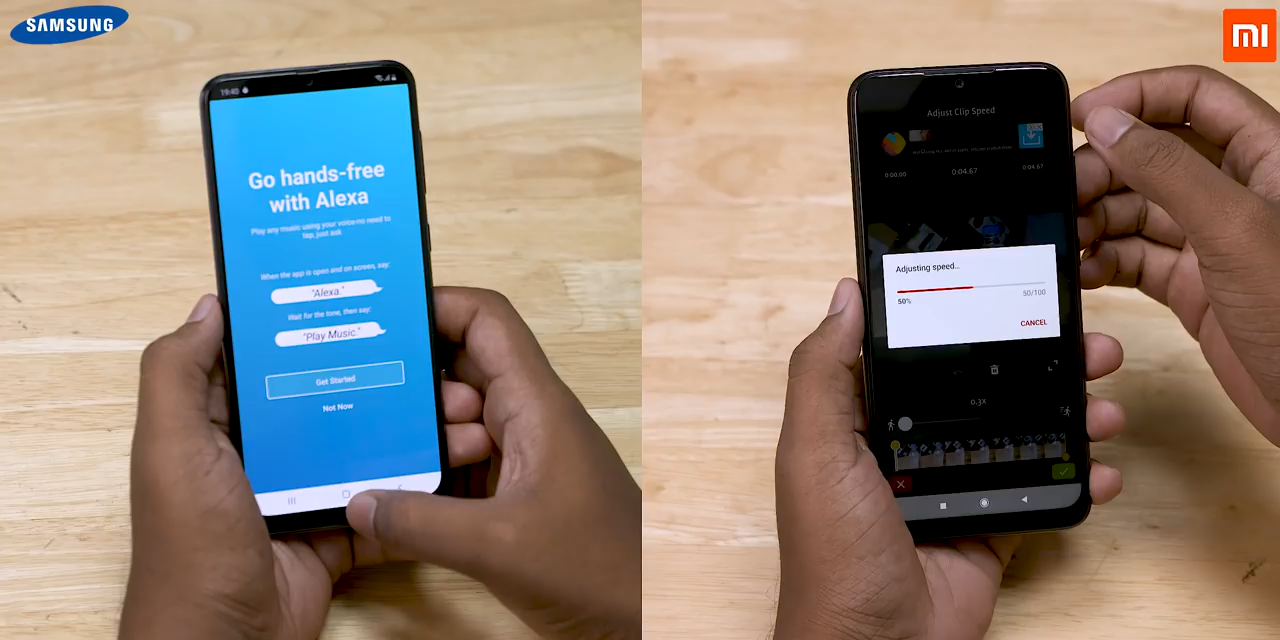 SAMSUNG
19:40
Go hands-free
with Alexa
Play any music using your voice-no need to
tap, just ask
When the app is open and on screen, say:
"Alexa."
Wait for the tone, then say:
"Play Music."
Get Started
Not Now
MI
Adjust Clip Speed
0:00.00
0:04.67
0:04.67
Adjusting speed...
50%
50/100
CANCEL
0.3X